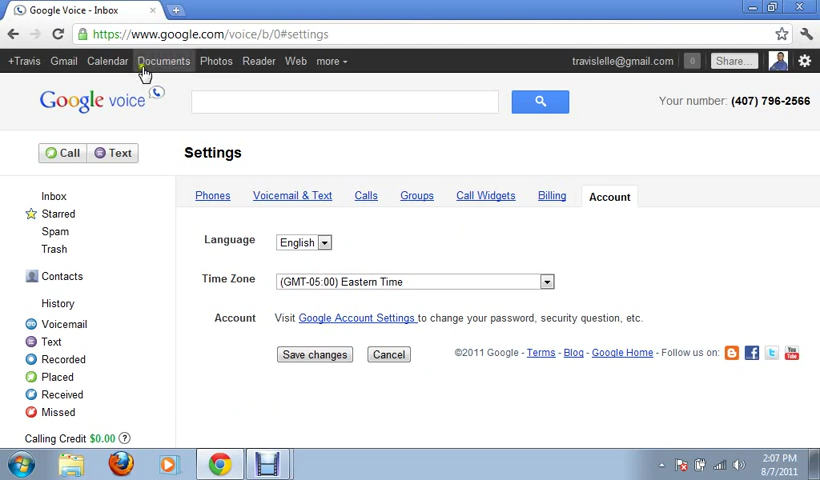 Google Voice - Inbox
https://www.google.com/voice/b/0#settings
+Travis Gmail Calendar Documents Photos Reader Web more travislelle@gmail.com 0 Share...
Google voice
Your number: (407) 796-2566
Call Text
Settings
Inbox
Starred
Spam
Trash
Contacts
History
Voicemail
Text
Recorded
Placed
Received
Missed
Calling Credit $0.00 ?
Phones Voicemail & Text Calls Groups Call Widgets Billing Account
Language English
Time Zone (GMT-05:00) Eastern Time
Account Visit Google Account Settings to change your password, security question, etc.
Save changes Cancel ©2011 Google - Terms - Blog - Google Home - Follow us on:
2:07 PM
8/7/2011